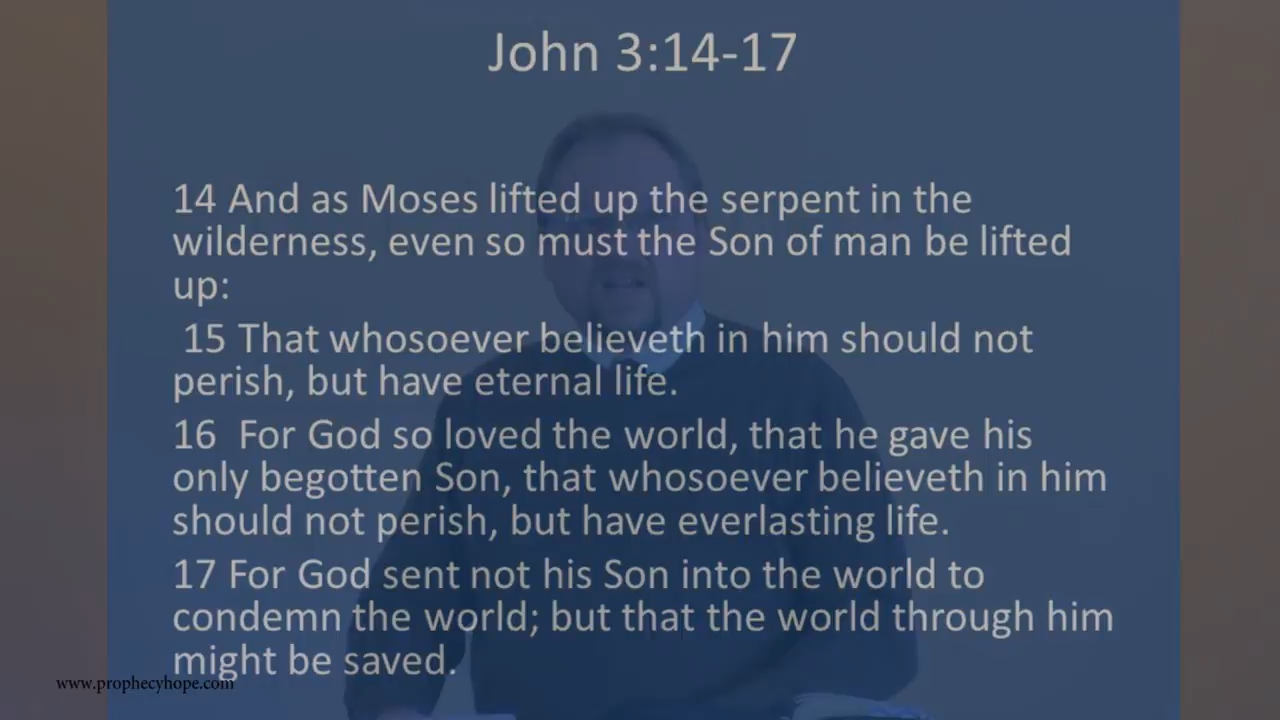 John 3:14-17
14 And as Moses lifted up the serpent in the
wilderness, even so must the Son of man be lifted
up:
15 That whosoever believeth in him should not
perish, but have eternal life.
16 For God so loved the world, that he gave his
only begotten Son, that whosoever believeth in him
should not perish, but have everlasting life.
17 For God sent not his Son into the world to
condemn the world; but that the world through him
might be saved.
www.prophecyhope.com